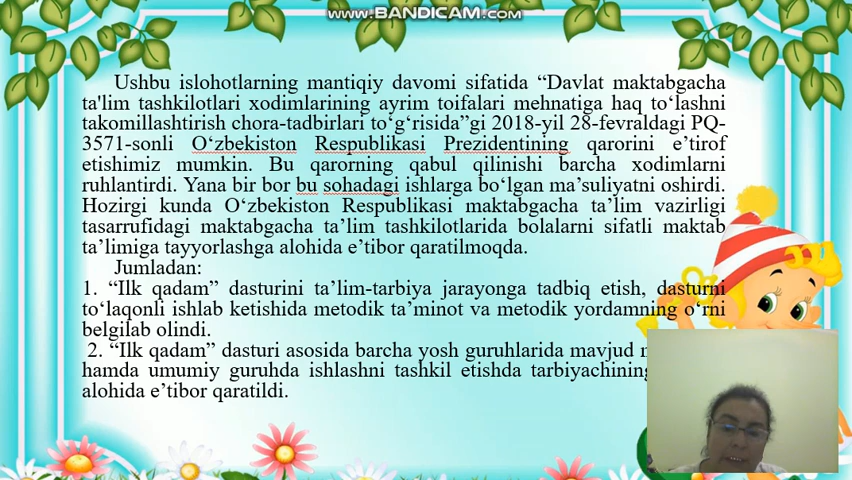 www.BANDICAM.com
Ushbu islohotlarning mantiqiy davomi sifatida “Davlat maktabgacha
ta'lim tashkilotlari xodimlarining ayrim toifalari mehnatiga haq to‘lashni
takomillashtirish chora-tadbirlari to‘g‘risida”gi 2018-yil 28-fevraldagi PQ-
3571-sonli O‘zbekiston Respublikasi Prezidentining qarorini e’tirof
etishimiz mumkin. Bu qarorning qabul qilinishi barcha xodimlarni
ruhlantirdi. Yana bir bor bu sohadagi ishlarga bo‘lgan ma’suliyatni oshirdi.
Hozirgi kunda O‘zbekiston Respublikasi maktabgacha ta’lim vazirligi
tasarrufidagi maktabgacha ta’lim tashkilotlarida bolalarni sifatli maktab
ta’limiga tayyorlashga alohida e’tibor qaratilmoqda.
Jumladan:
1. “Ilk qadam” dasturini ta’lim-tarbiya jarayonga tadbiq etish, dasturni
to‘laqonli ishlab ketishida metodik ta’minot va metodik yordamning o‘rni
belgilab olindi.
2. “Ilk qadam” dasturi asosida barcha yosh guruhlarida mavjud
hamda umumiy guruhda ishlashni tashkil etishda tarbiyachining
alohida e’tibor qaratildi.